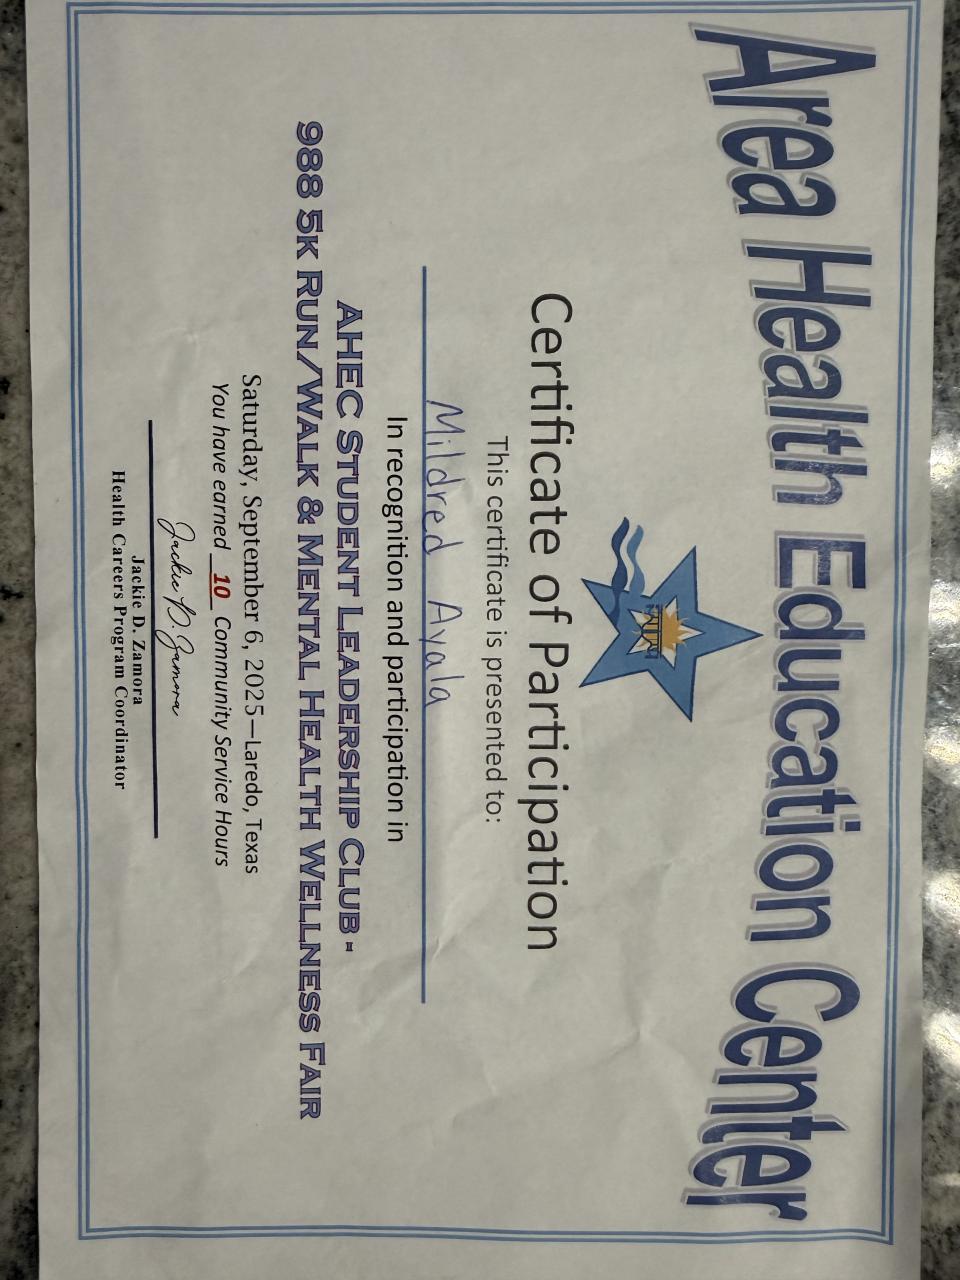 Area Health Education Center
Certificate of Participation
This certificate is presented to:
Mildred Ayala
In recognition and participation in
AHEC Student Leadership Club -
988 5k Run/Walk & Mental Health Wellness Fair
Saturday, September 6, 2025—Laredo, Texas
You have earned 10 Community Service Hours
Jackie D. Zamora
Jackie D. Zamora
Health Careers Program Coordinator